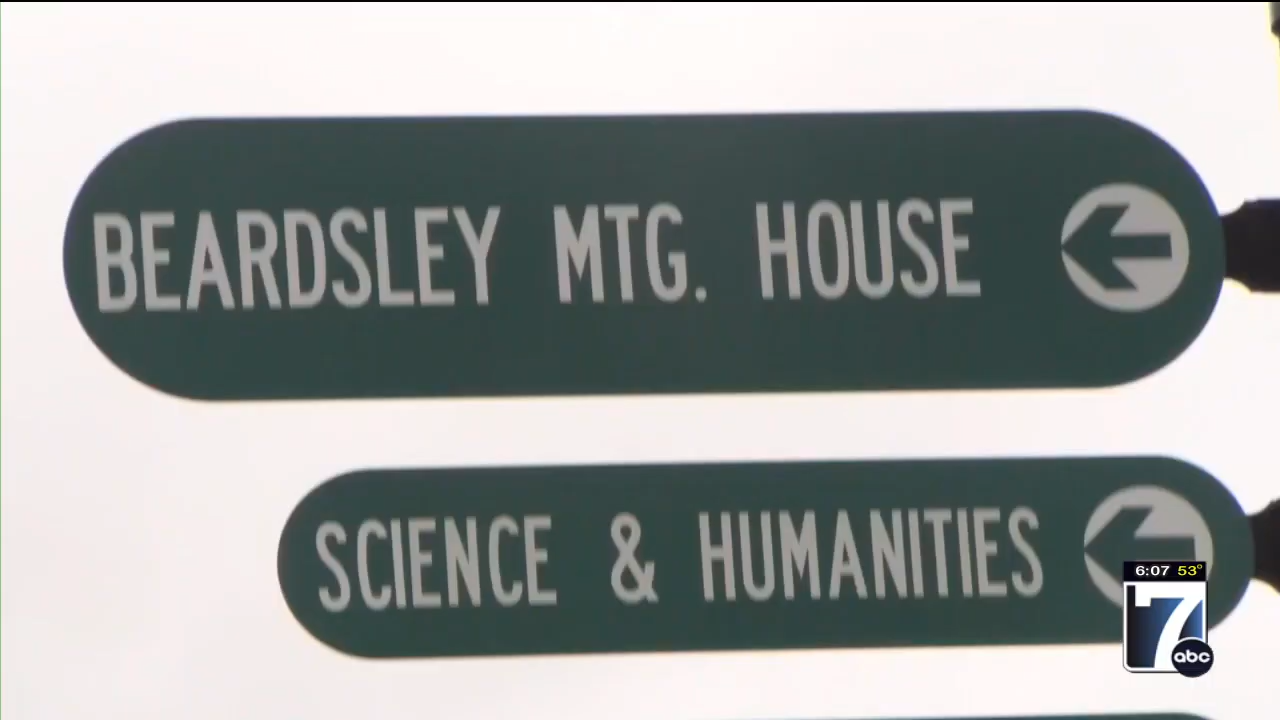 BEARDSLEY MTG. HOUSE
SCIENCE & HUMANITIES
6:07 53°
7
abc